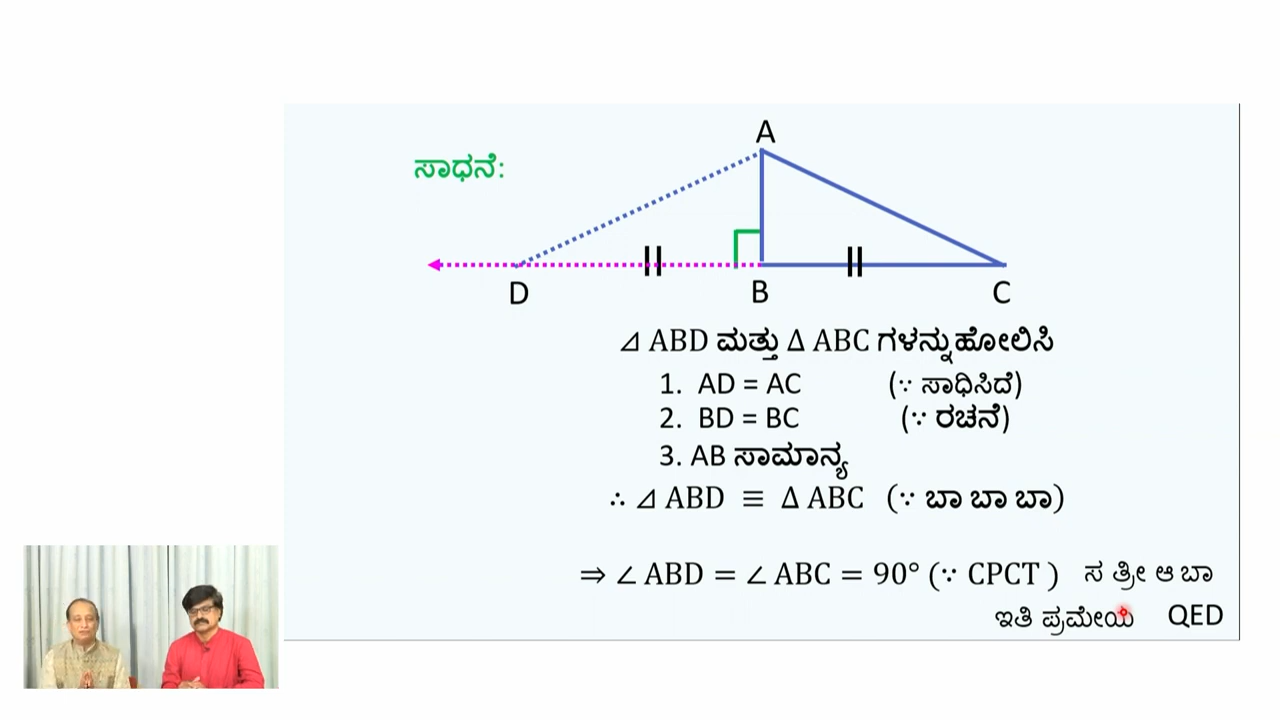 A
ಸಾಧನೆ:
D B C
⊿ ABD ಮತ್ತು Δ ABC ಗಳನ್ನು ಹೋಲಿಸಿ
1. AD = AC (∵ ಸಾಧಿಸಿದೆ)
2. BD = BC (∵ ರಚನೆ)
3. AB ಸಾಮಾನ್ಯ
∴ ⊿ ABD ≡ Δ ABC (∵ ಬಾ ಬಾ ಬಾ)
⇒ ∠ ABD = ∠ ABC = 90° (∵ CPCT ) ಸ ತ್ರೀ ಆ ಬಾ
ಇತಿ ಪ್ರಮೇಯ QED